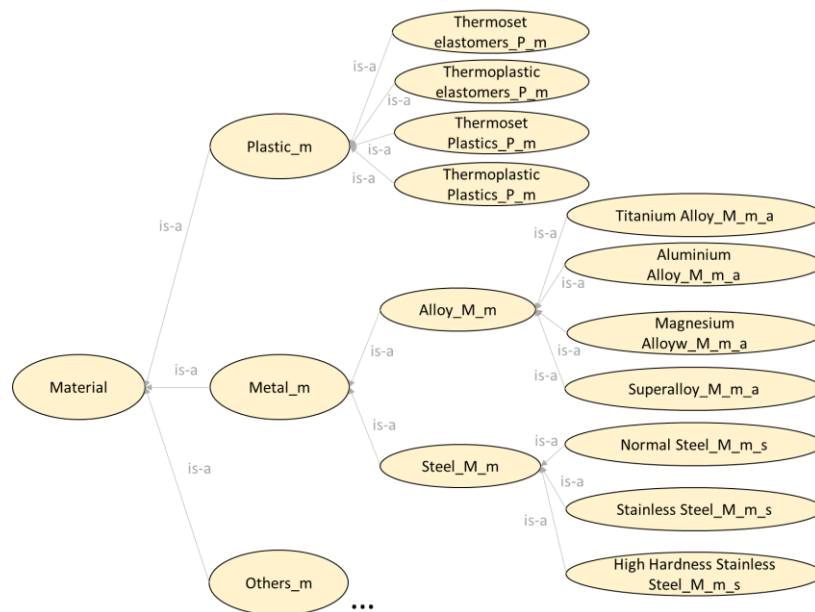 Thermoset
elastomers_P_m
is-a
Thermoplastic
elastomers_P_m
is-a
Plastic_m
Thermoset
Plastics_P_m
is-a
Thermoplastic
Plastics_P_m
is-a
is-a
Titanium Alloy_M_m_a
is-a
Aluminium
Alloy_M_m_a
is-a
Alloy_M_m
Magnesium
Alloyw_M_m_a
is-a
is-a
Superalloy_M_m_a
is-a
Material
is-a
Metal_m
is-a
Steel_M_m
is-a
Normal Steel_M_m_s
is-a
Stainless Steel_M_m_s
is-a
is-a
High Hardness Stainless
Steel_M_m_s
Others_m
...